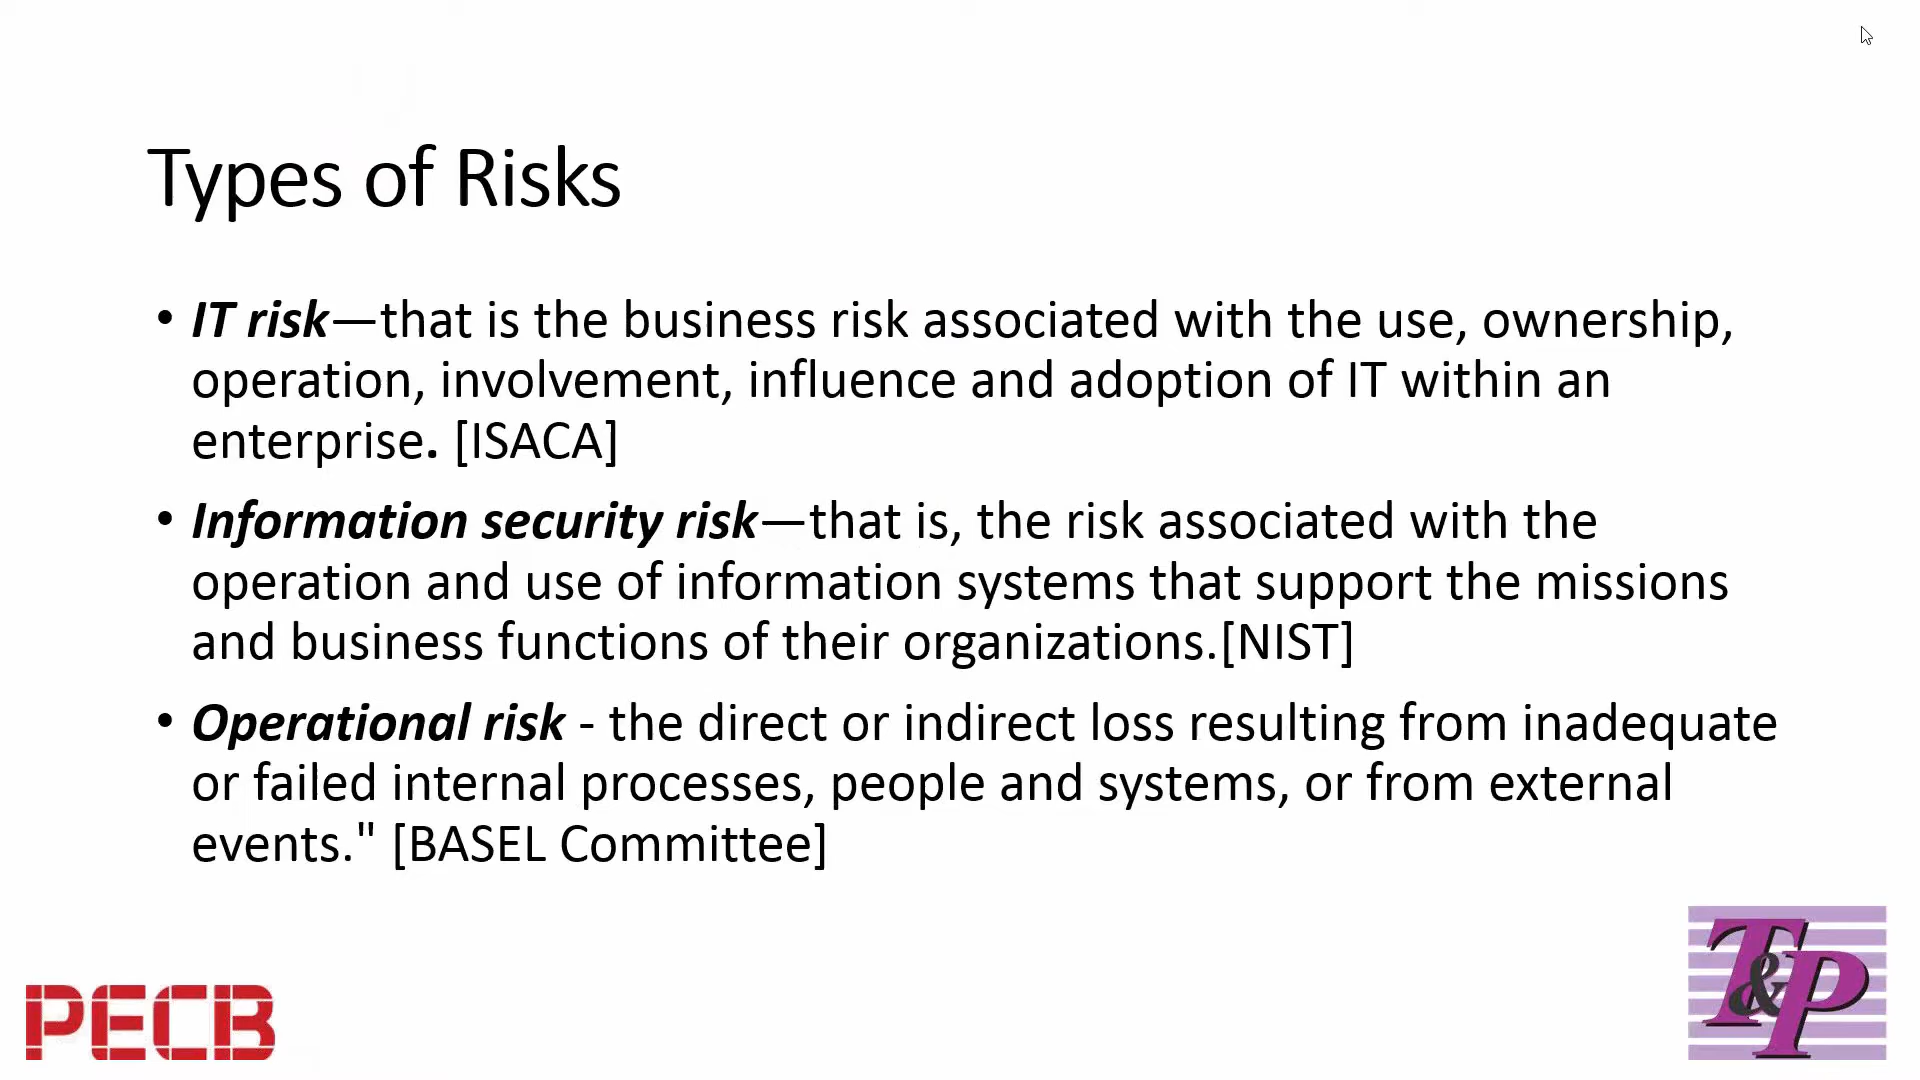 Types of Risks
• IT risk—that is the business risk associated with the use, ownership,
operation, involvement, influence and adoption of IT within an
enterprise. [ISACA]
• Information security risk—that is, the risk associated with the
operation and use of information systems that support the missions
and business functions of their organizations.[NIST]
• Operational risk - the direct or indirect loss resulting from inadequate
or failed internal processes, people and systems, or from external
events." [BASEL Committee]
PECB
T&P